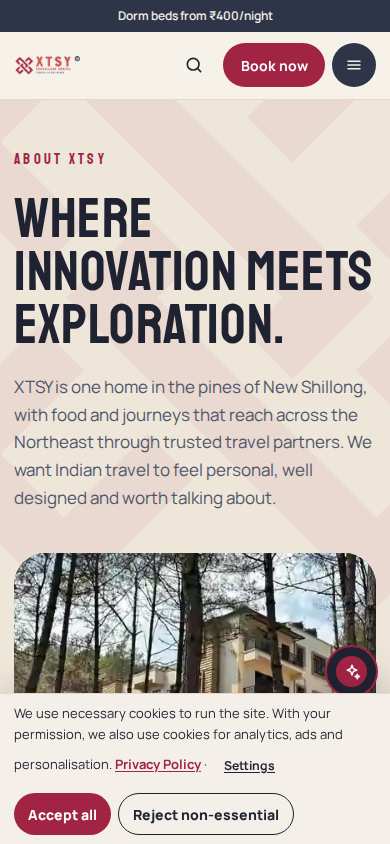 Dorm beds from ₹400/night
XTSY
Book now
ABOUT XTSY
WHERE
INNOVATION MEETS
EXPLORATION.
XTSY is one home in the pines of New Shillong,
with food and journeys that reach across the
Northeast through trusted travel partners. We
want Indian travel to feel personal, well
designed and worth talking about.
We use necessary cookies to run the site. With your
permission, we also use cookies for analytics, ads and
personalisation. Privacy Policy · Settings
Accept all
Reject non-essential